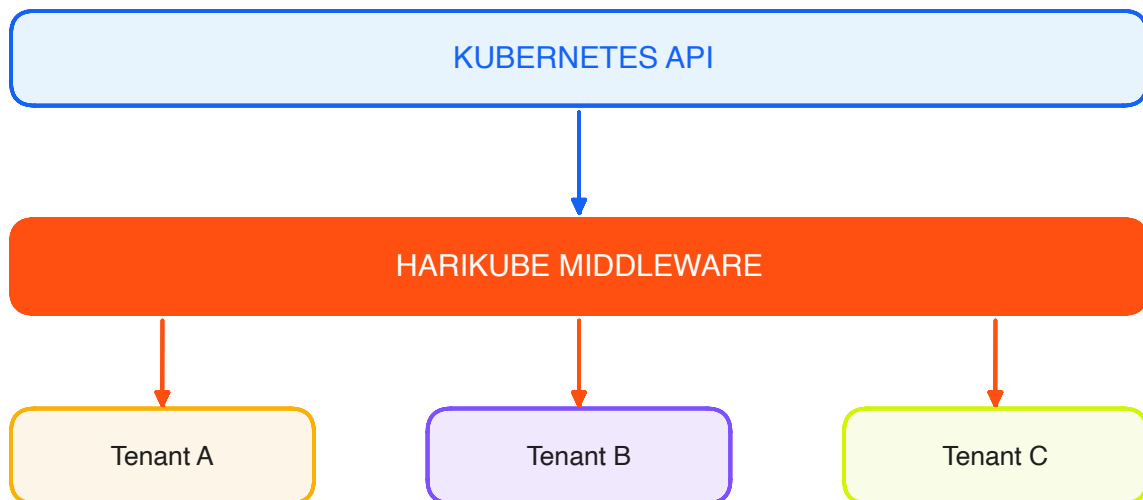 KUBERNETES API
HARIKUBE MIDDLEWARE
Tenant A
Tenant B
Tenant C